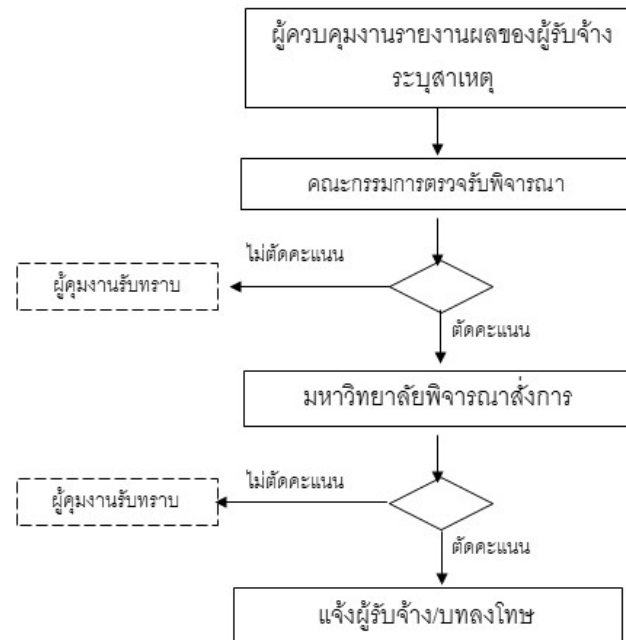 ผู้ควบคุมงานรายงานผลของผู้รับจ้าง
ระบุสาเหตุ
คณะกรรมการตรวจรับพิจารณา
ไม่ตัดคะแนน
ผู้คุมงานรับทราบ
ตัดคะแนน
มหาวิทยาลัยพิจารณาสั่งการ
ไม่ตัดคะแนน
ผู้คุมงานรับทราบ
ตัดคะแนน
แจ้งผู้รับจ้าง/บทลงโทษ